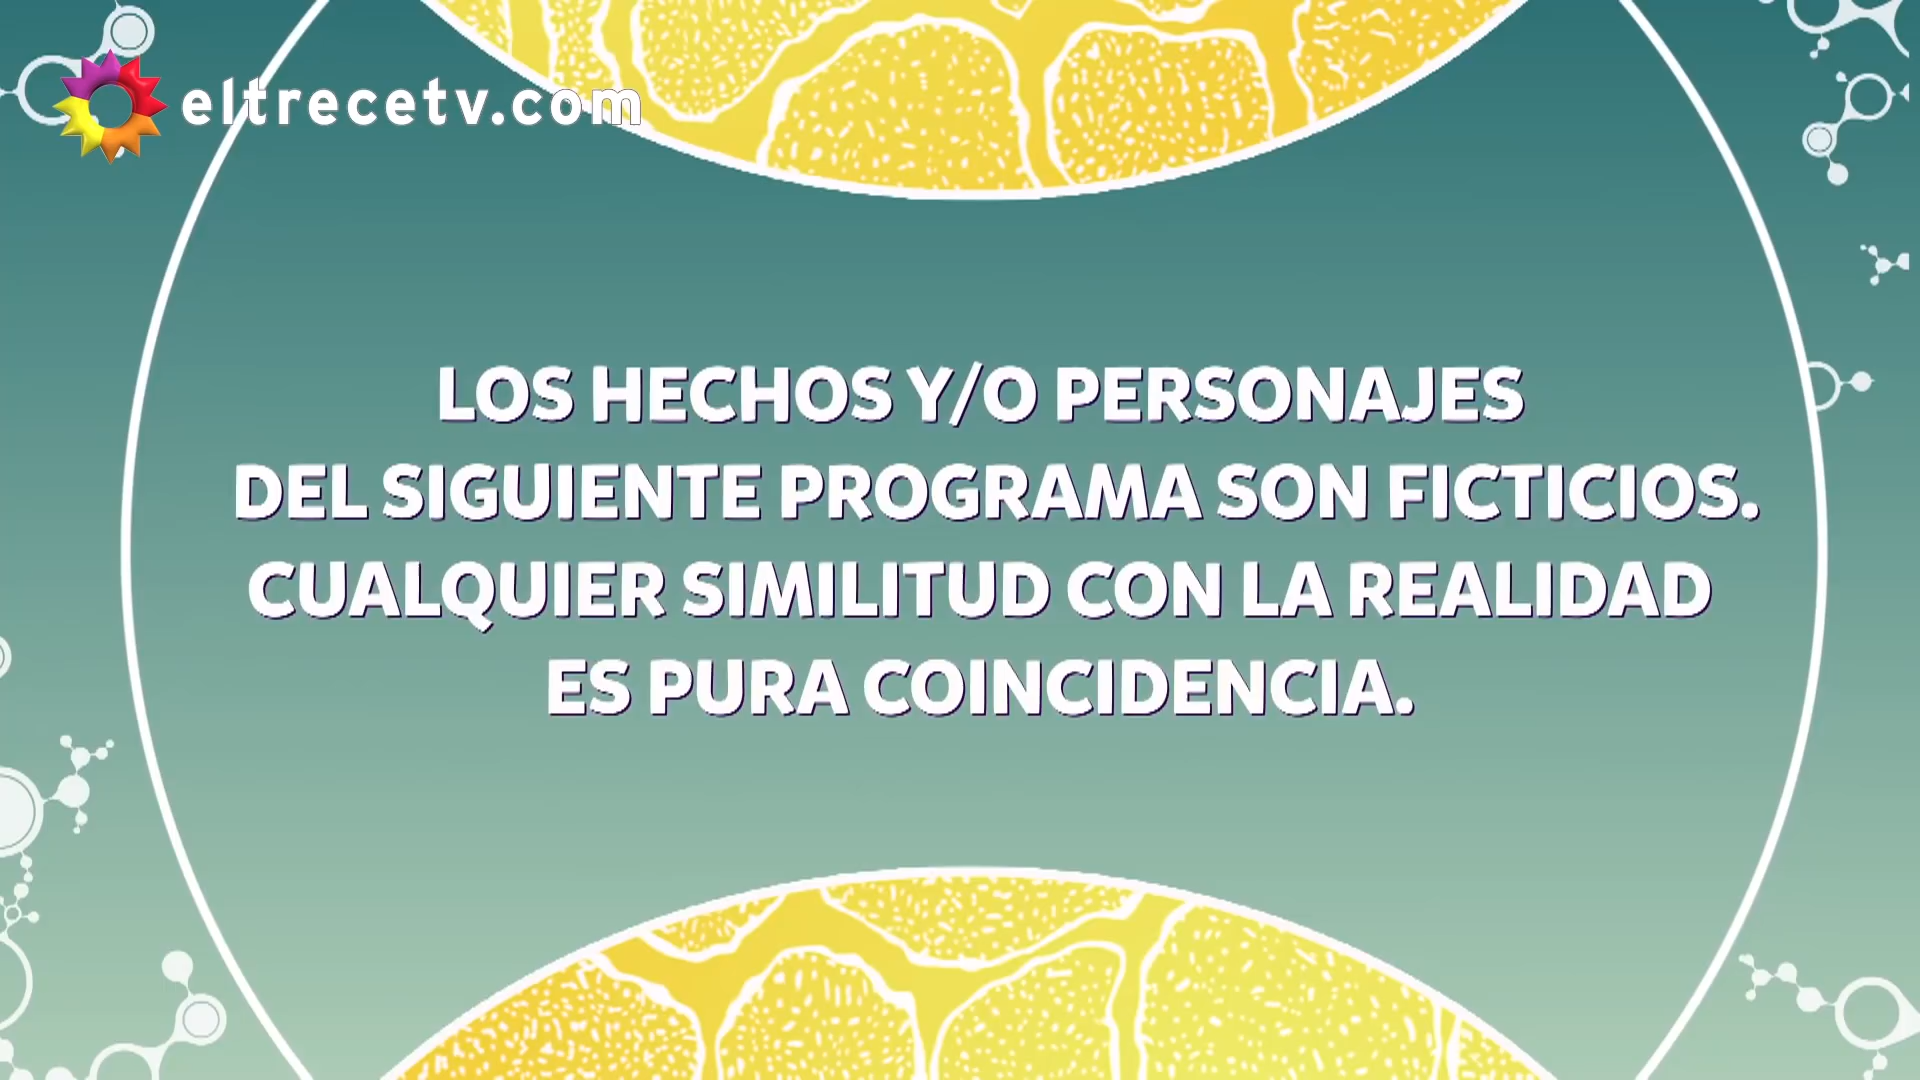 eltrecetv.com
LOS HECHOS Y/O PERSONAJES
DEL SIGUIENTE PROGRAMA SON FICTICIOS.
CUALQUIER SIMILITUD CON LA REALIDAD
ES PURA COINCIDENCIA.